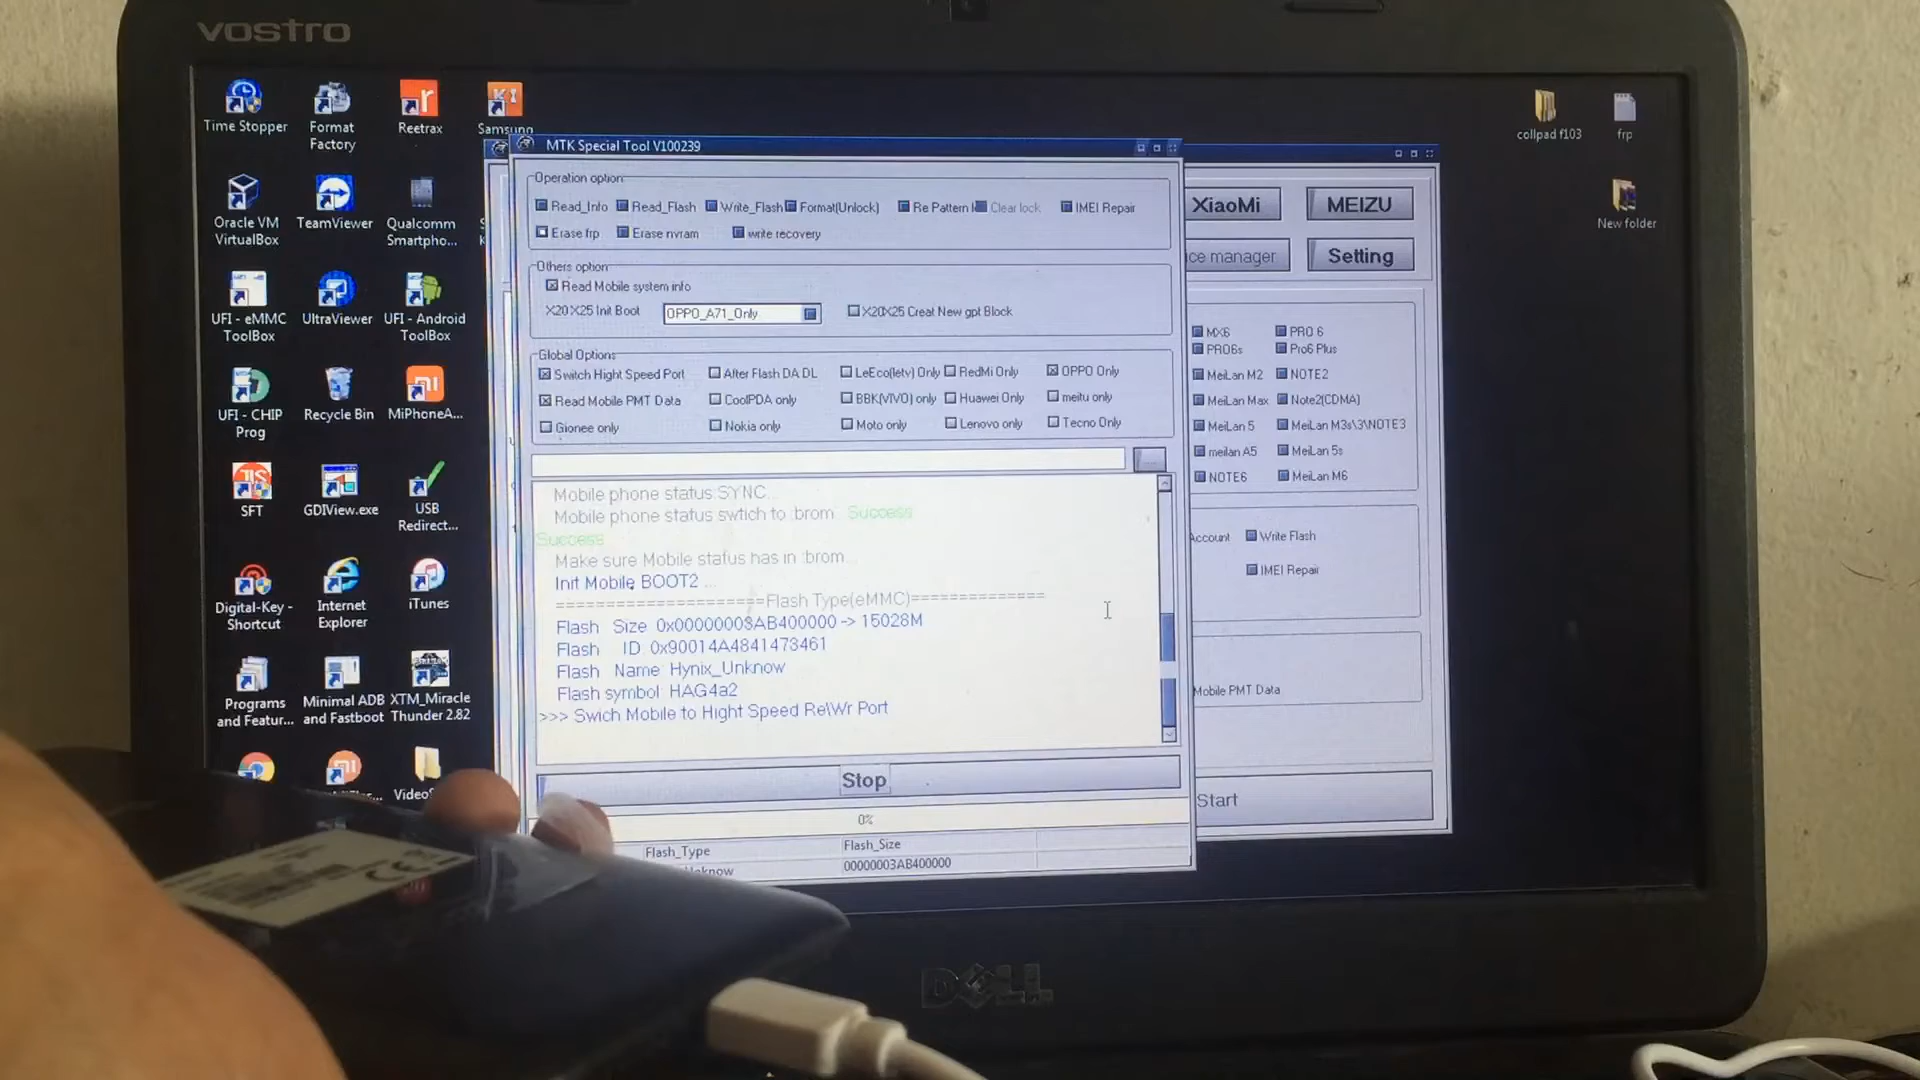 vostro
Time Stopper
Format Factory
Reetrax
Samsung
collpad f103
frp
Oracle VM VirtualBox
TeamViewer
Qualcomm Smartpho...
New folder
UFI - eMMC ToolBox
UltraViewer
UFI - Android ToolBox
UFI - CHIP Prog
Recycle Bin
MiPhoneA...
SFT
GDIView.exe
USB Redirect...
Digital-Key - Shortcut
Internet Explorer
iTunes
Programs and Featur...
Minimal ADB and Fastboot
XTM_Miracle Thunder 2.82
MTK Special Tool V100239
Operation option
Read_Info
Read_Flash
Write_Flash
Format(Unlock)
Re Pattern l
Clear lock
IMEI Repair
Erase frp
Erase nvram
write recovery
Others option
Read Mobile system info
X20 X25 Init Boot
OPPO_A71_Only
X20X25 Creat New gpt Block
Global Options
Switch Hight Speed Port
After Flash DA DL
LeEco(letv) Only
RedMi Only
OPPO Only
Read Mobile PMT Data
CoolPDA only
BBK(VIVO) only
Huawei Only
meitu only
Gionee only
Nokia only
Moto only
Lenovo only
Tecno Only
Mobile phone status SYNC...
Mobile phone status swtich to :brom Success
Success
Make sure Mobile status has in :brom...
Init Mobile BOOT2 ...
=====================Flash Type(eMMC)=============
Flash Size 0x00000003AB400000 -> 15028M
Flash ID 0x90014A4841473461
Flash Name Hynix_Unknow
Flash symbol HAG4a2
>>> Swich Mobile to Hight Speed Re\Wr Port
Stop
0%
Flash_Type
Flash_Size
00000003AB400000
XiaoMi
MEIZU
ce manager
Setting
MX6
PRO 6
PRO6s
Pro6 Plus
MeiLan M2
NOTE2
MeiLan Max
Note2(CDMA)
MeiLan 5
MeiLan M3s\3\NOTE3
meilan A5
MeiLan 5s
NOTE6
MeiLan M6
Account
Write Flash
IMEI Repair
Mobile PMT Data
Start
DELL